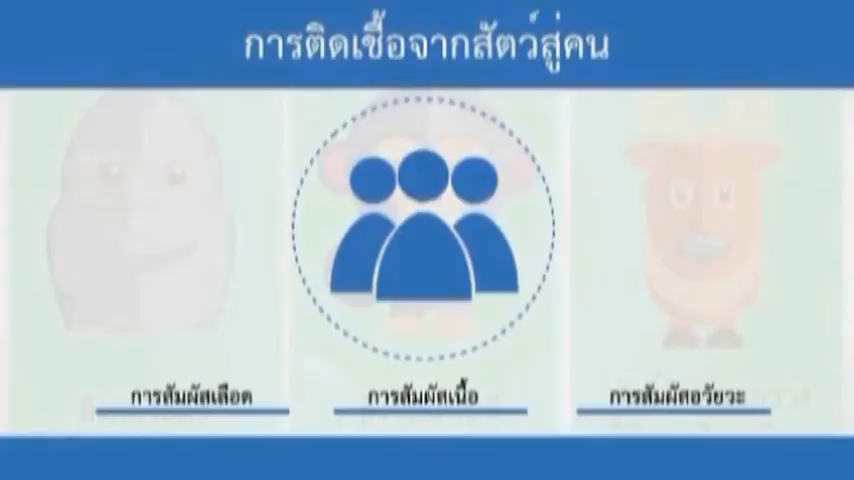 การติดเชื้อจากสัตว์สู่คน
การสัมผัสเลือด
การสัมผัสเนื้อ
การสัมผัสอวัยวะ